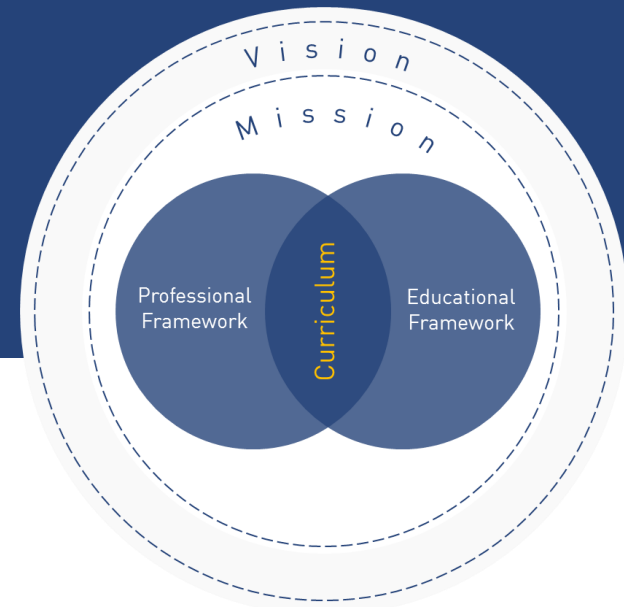 Vision
Mission
Professional
Framework
Curriculum
Educational
Framework